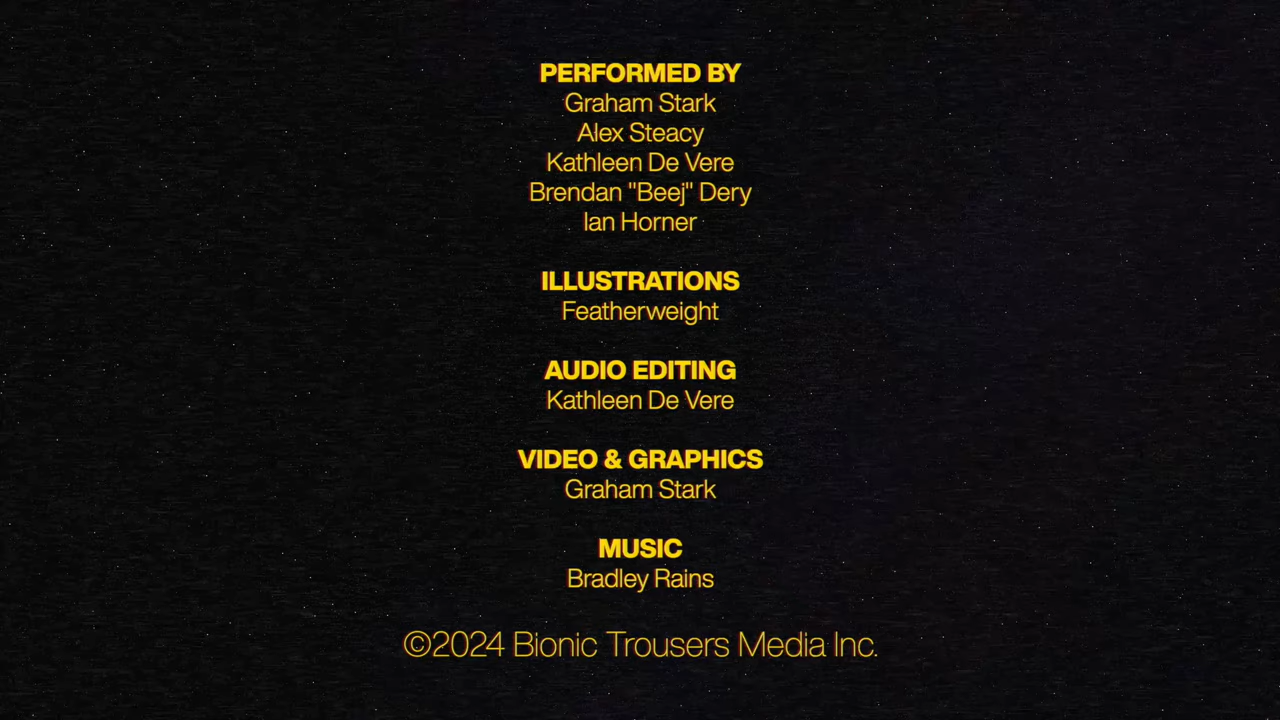 PERFORMED BY
Graham Stark
Alex Steacy
Kathleen De Vere
Brendan "Beej" Dery
Ian Horner
ILLUSTRATIONS
Featherweight
AUDIO EDITING
Kathleen De Vere
VIDEO & GRAPHICS
Graham Stark
MUSIC
Bradley Rains
©2024 Bionic Trousers Media Inc.